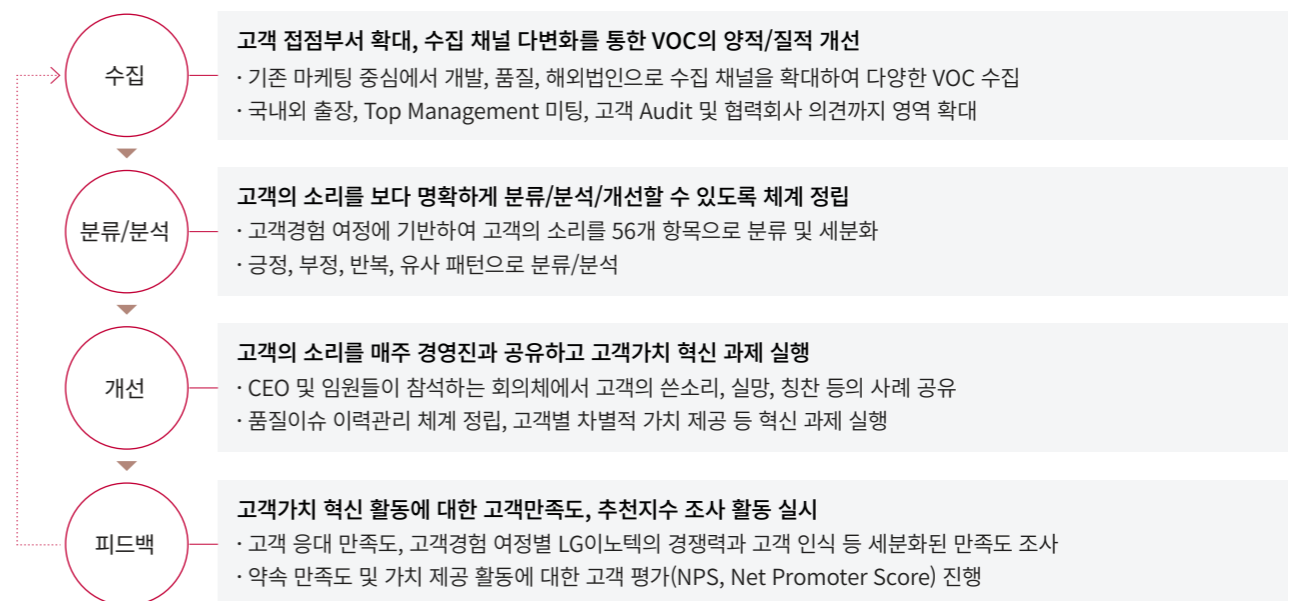 수집
고객 접점부서 확대, 수집 채널 다변화를 통한 VOC의 양적/질적 개선
· 기존 마케팅 중심에서 개발, 품질, 해외법인으로 수집 채널을 확대하여 다양한 VOC 수집
· 국내외 출장, Top Management 미팅, 고객 Audit 및 협력회사 의견까지 영역 확대
분류/분석
고객의 소리를 보다 명확하게 분류/분석/개선할 수 있도록 체계 정립
· 고객경험 여정에 기반하여 고객의 소리를 56개 항목으로 분류 및 세분화
· 긍정, 부정, 반복, 유사 패턴으로 분류/분석
개선
고객의 소리를 매주 경영진과 공유하고 고객가치 혁신 과제 실행
· CEO 및 임원들이 참석하는 회의체에서 고객의 쓴소리, 실망, 칭찬 등의 사례 공유
· 품질이슈 이력관리 체계 정립, 고객별 차별적 가치 제공 등 혁신 과제 실행
피드백
고객가치 혁신 활동에 대한 고객만족도, 추천지수 조사 활동 실시
· 고객 응대 만족도, 고객경험 여정별 LG이노텍의 경쟁력과 고객 인식 등 세분화된 만족도 조사
· 약속 만족도 및 가치 제공 활동에 대한 고객 평가(NPS, Net Promoter Score) 진행